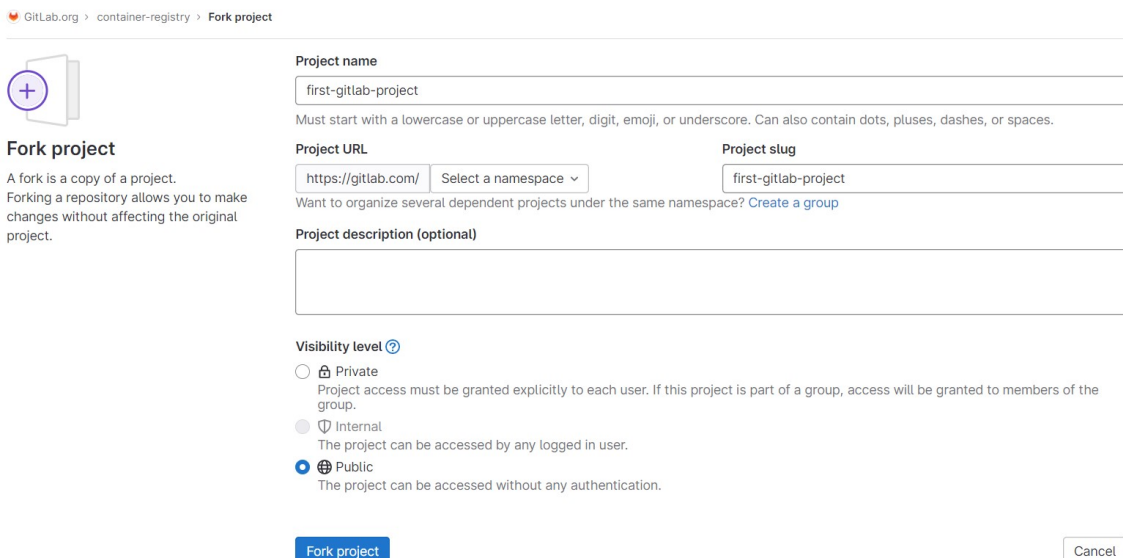 GitLab.org › container-registry › Fork project
Fork project
A fork is a copy of a project.
Forking a repository allows you to make
changes without affecting the original
project.
Project name
first-gitlab-project
Must start with a lowercase or uppercase letter, digit, emoji, or underscore. Can also contain dots, pluses, dashes, or spaces.
Project URL
https://gitlab.com/ Select a namespace
Project slug
first-gitlab-project
Want to organize several dependent projects under the same namespace? Create a group
Project description (optional)
Visibility level
Private
Project access must be granted explicitly to each user. If this project is part of a group, access will be granted to members of the
group.
Internal
The project can be accessed by any logged in user.
Public
The project can be accessed without any authentication.
Fork project
Cancel